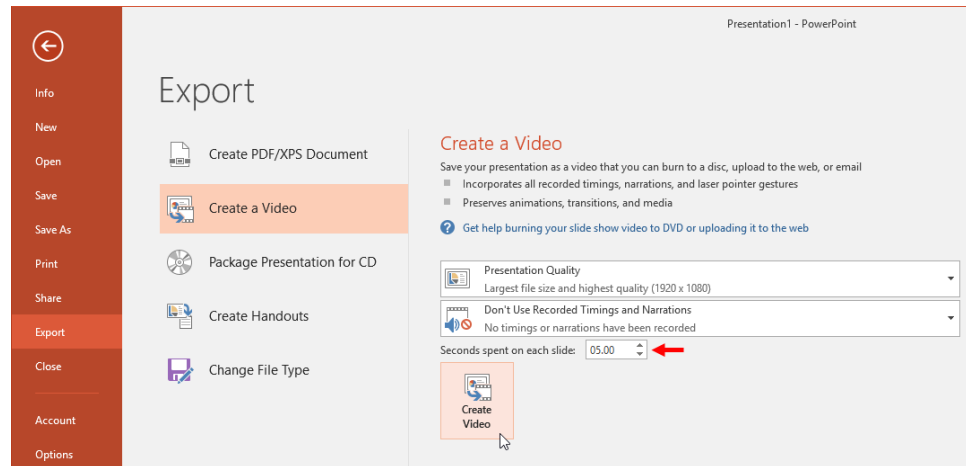 Presentation1 - PowerPoint
Info
New
Open
Save
Save As
Print
Share
Export
Close
Account
Options
Export
Create PDF/XPS Document
Create a Video
Package Presentation for CD
Create Handouts
Change File Type
Create a Video
Save your presentation as a video that you can burn to a disc, upload to the web, or email
Incorporates all recorded timings, narrations, and laser pointer gestures
Preserves animations, transitions, and media
Get help burning your slide show video to DVD or uploading it to the web
Presentation Quality
Largest file size and highest quality (1920 x 1080)
Don't Use Recorded Timings and Narrations
No timings or narrations have been recorded
Seconds spent on each slide: 05.00
Create
Video